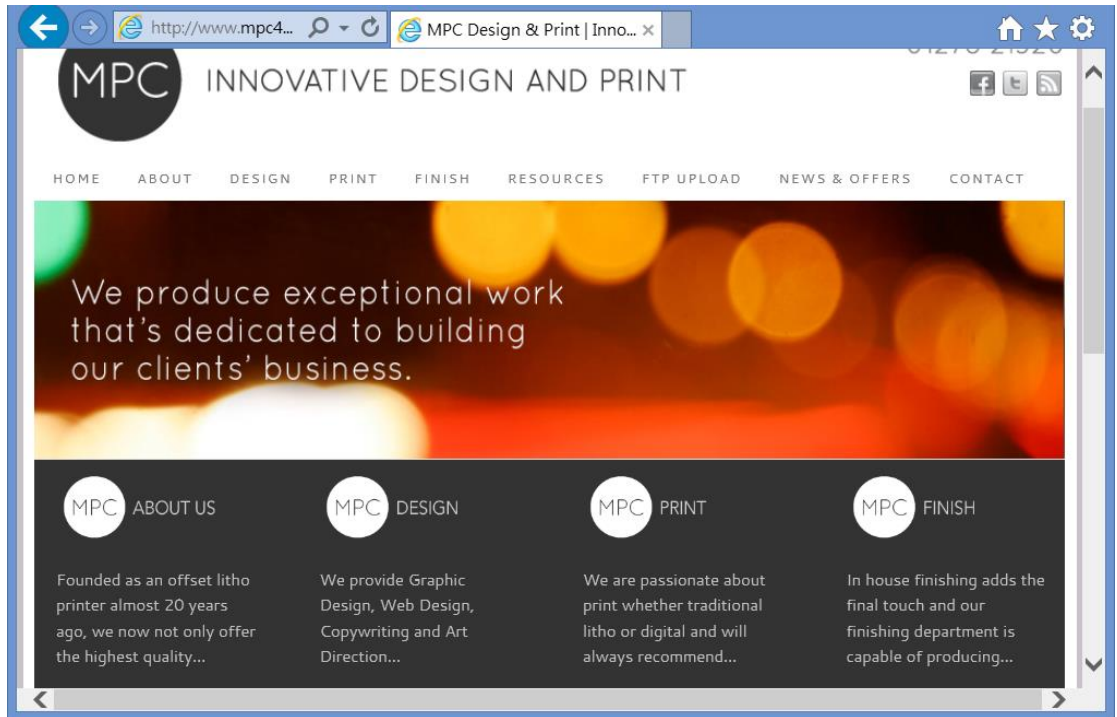 http://www.mpc4...
MPC Design & Print | Inno...
MPC
INNOVATIVE DESIGN AND PRINT
HOME ABOUT DESIGN PRINT FINISH RESOURCES FTP UPLOAD NEWS & OFFERS CONTACT
We produce exceptional work
that's dedicated to building
our clients' business.
MPC ABOUT US
Founded as an offset litho
printer almost 20 years
ago, we now not only offer
the highest quality...
MPC DESIGN
We provide Graphic
Design, Web Design,
Copywriting and Art
Direction...
MPC PRINT
We are passionate about
print whether traditional
litho or digital and will
always recommend...
MPC FINISH
In house finishing adds the
final touch and our
finishing department is
capable of producing...